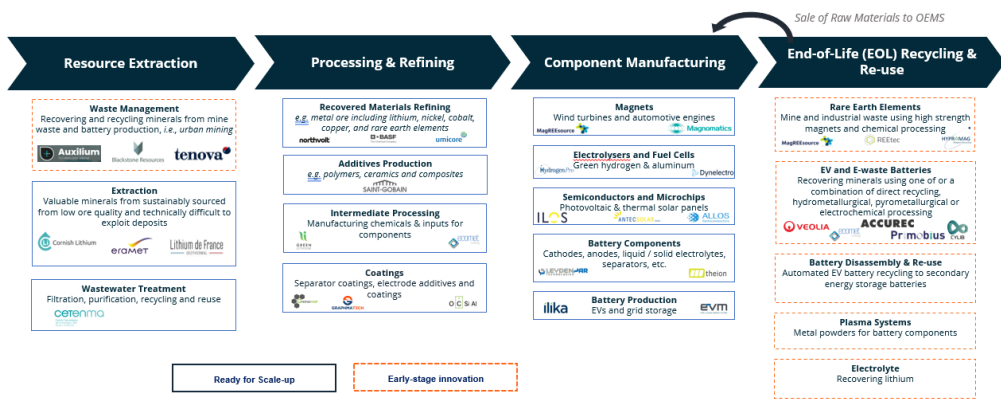 Sale of Raw Materials to OEMS
Resource Extraction
Processing & Refining
Component Manufacturing
End-of-Life (EOL) Recycling &
Re-use
Waste Management
Recovering and recycling minerals from mine
waste and battery production, i.e., urban mining)
Auxilium
Blackstone Resources
tenova
Extraction
Valuable minerals from sustainably sourced
from low ore quality and technically difficult to
exploit deposits
Cornish Lithium
eramet
Lithium de France
Wastewater Treatment
Filtration, purification, recycling and reuse
cetenma
Recovered Materials Refining
e.g. metal ore including lithium, nickel, cobalt,
copper, and rare earth elements
northvolt
BASF
umicore
Additives Production
e.g. polymers, ceramics and composites
SAINT-GOBAIN
Intermediate Processing
Manufacturing chemicals & inputs for
components
Coatings
Separator coatings, electrode additives and
coatings
GRAPHMATECH
OCSiAl
Magnets
Wind turbines and automotive engines
MagREEsource
Magnomatics
Electrolysers and Fuel Cells
Green hydrogen & aluminum
HydrogenPro
Dynelectro
Semiconductors and Microchips
Photovoltaic & thermal solar panels
ILOS
ANTECSOLAR
ALLOS
Battery Components
Cathodes, anodes, liquid / solid electrolytes,
separators, etc.
theion
Battery Production
EVs and grid storage
ilika
EVM
Rare Earth Elements
Mine and industrial waste using high strength
magnets and chemical processing
MagREEsource
REEtec
HYPROMAG
EV and E-waste Batteries
Recovering minerals using one of or a
combination of direct recycling,
hydrometallurgical, pyrometallurgical or
electrochemical processing
VEOLIA
ACCUREC
Primobius
CYLIB
Battery Disassembly & Re-use
Automated EV battery recycling to secondary
energy storage batteries
Plasma Systems
Metal powders for battery components
Electrolyte
Recovering lithium
Ready for Scale-up
Early-stage innovation